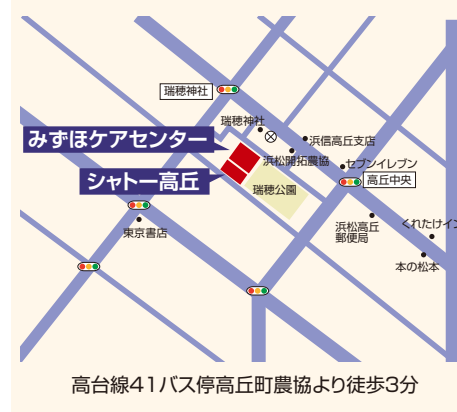 瑞穂神社
瑞穂神社
浜信高丘支店
みずほケアセンター
浜松開拓農協
セブンイレブン
シャトー高丘
高丘中央
瑞穂公園
東京書店
浜松高丘
郵便局
くれたけイン
本の松本
高台線41バス停高丘町農協より徒歩3分